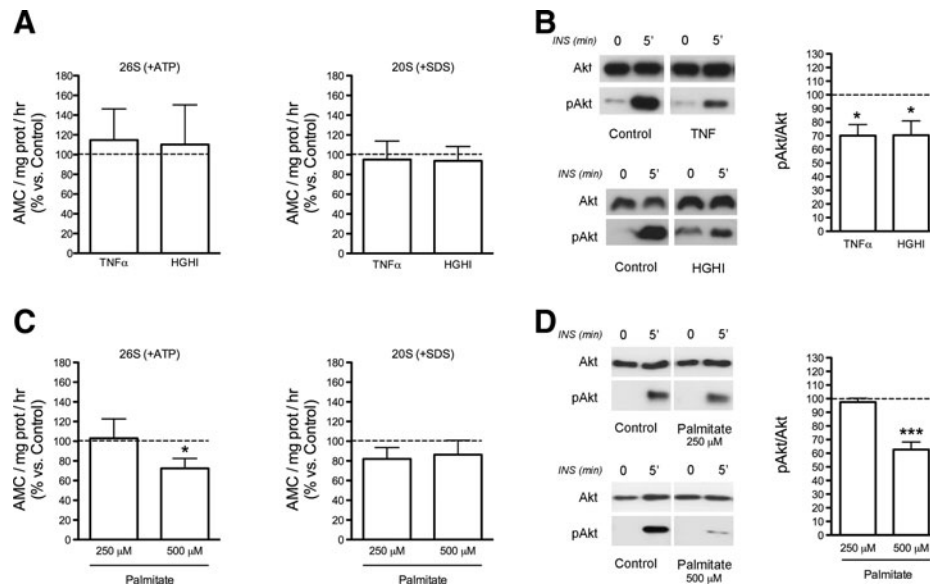 A
26S (+ATP)
AMC / mg prot / hr
(% vs. Control)
180
160
140
120
100
80
60
40
20
0
TNFα
HGHI
20S (+SDS)
AMC / mg prot / hr
(% vs. Control)
180
160
140
120
100
80
60
40
20
0
TNFα
HGHI
B
INS (min) 0 5' 0 5'
Akt
pAkt
Control TNF
INS (min) 0 5' 0 5'
Akt
pAkt
Control HGHI
pAkt/Akt
130
120
110
100
90
80
70
60
50
40
30
20
10
0
* *
TNFα HGHI
C
26S (+ATP)
AMC / mg prot / hr
(% vs. Control)
180
160
140
120
100
80
60
40
20
0
*
250 µM 500 µM
Palmitate
20S (+SDS)
AMC / mg prot / hr
(% vs. Control)
180
160
140
120
100
80
60
40
20
0
250 µM 500 µM
Palmitate
D
INS (min) 0 5' 0 5'
Akt
pAkt
Control Palmitate
250 µM
INS (min) 0 5' 0 5'
Akt
pAkt
Control Palmitate
500 µM
pAkt/Akt
130
120
110
100
90
80
70
60
50
40
30
20
10
0
***
250 µM 500 µM
Palmitate